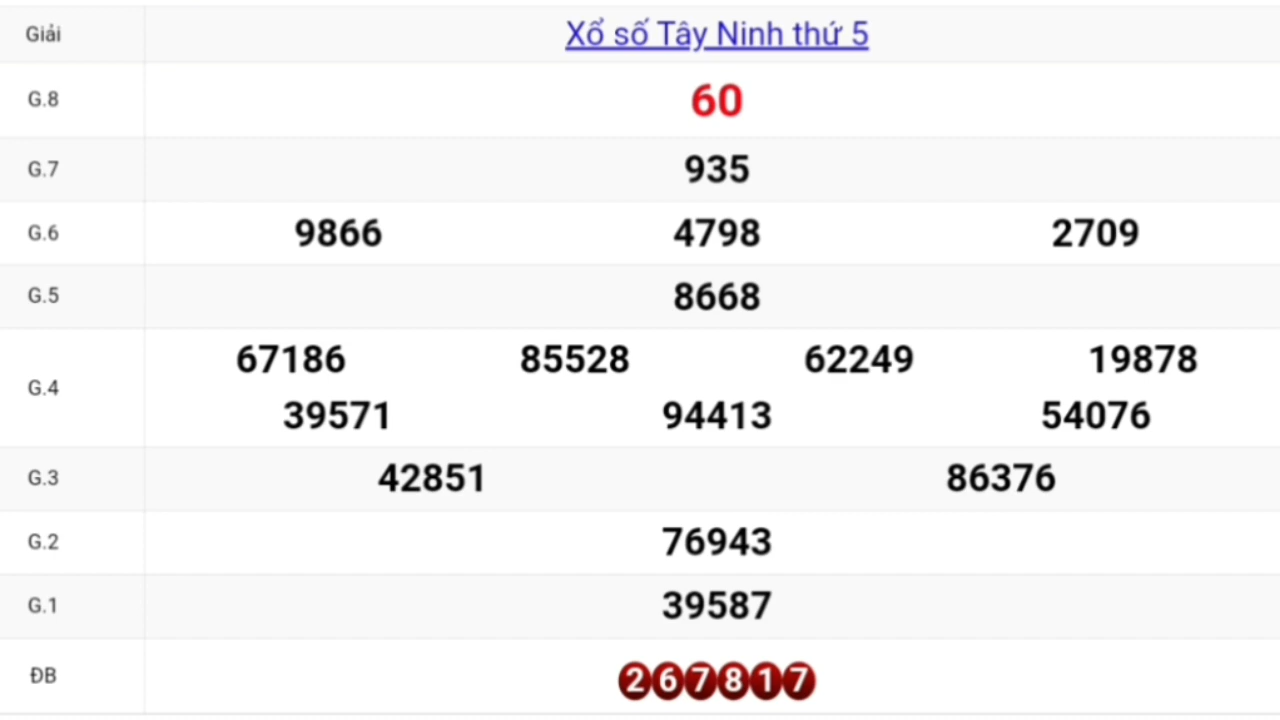 Giải Xổ số Tây Ninh thứ 5
G.8 60
G.7 935
G.6 9866 4798 2709
G.5 8668
G.4 67186 85528 62249 19878
39571 94413 54076
G.3 42851 86376
G.2 76943
G.1 39587
ĐB 267817